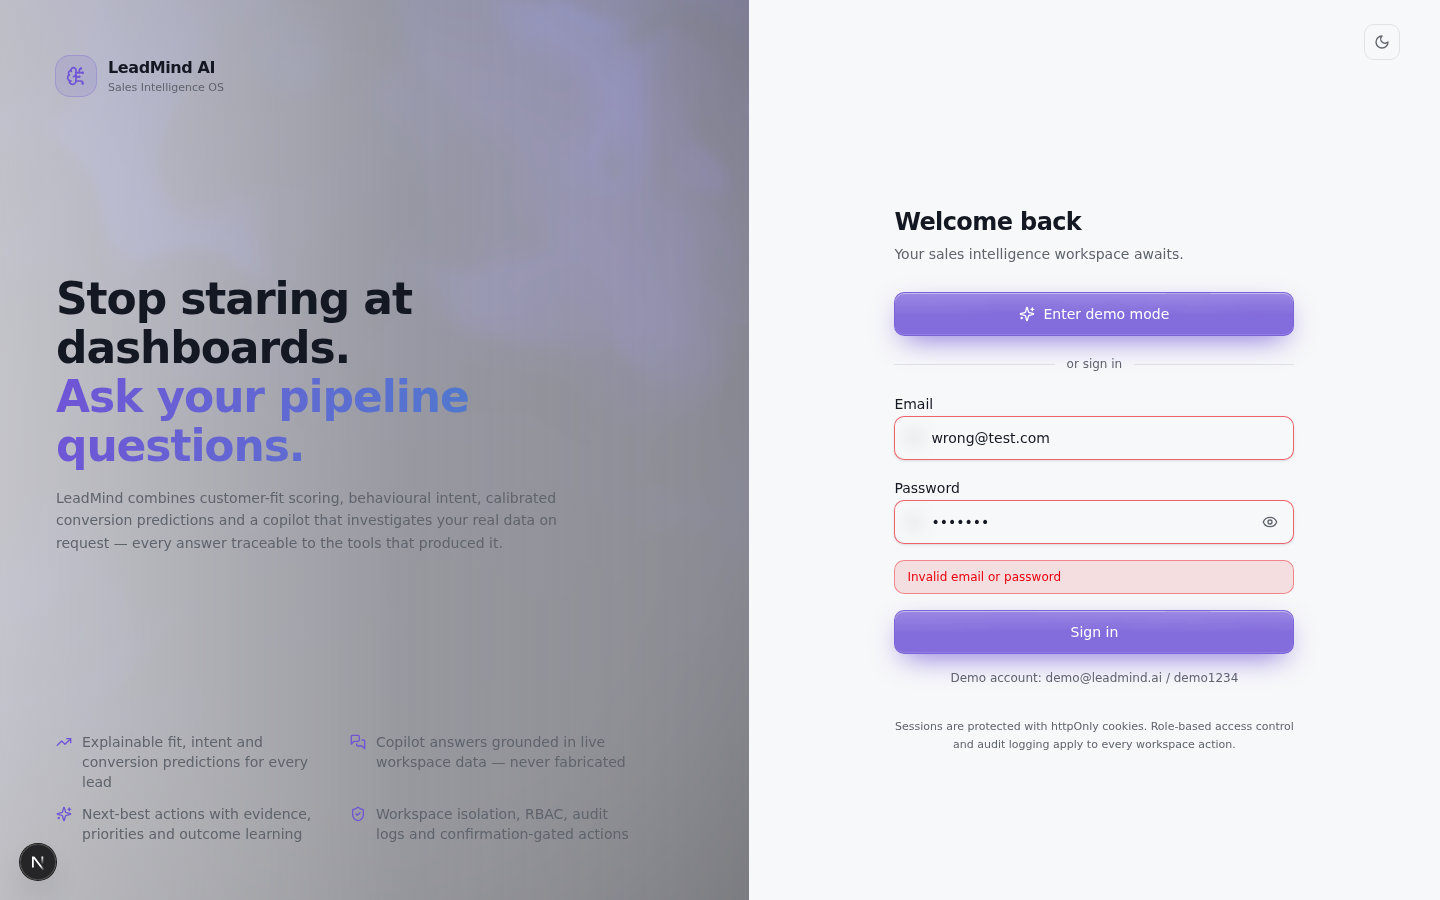 LeadMind AI
Sales Intelligence OS
Stop staring at
dashboards.
Ask your pipeline
questions.
LeadMind combines customer-fit scoring, behavioural intent, calibrated
conversion predictions and a copilot that investigates your real data on
request — every answer traceable to the tools that produced it.
Explainable fit, intent and
conversion predictions for every
lead
Copilot answers grounded in live
workspace data — never fabricated
Next-best actions with evidence,
priorities and outcome learning
Workspace isolation, RBAC, audit
logs and confirmation-gated actions
N
Welcome back
Your sales intelligence workspace awaits.
Enter demo mode
or sign in
Email
wrong@test.com
Password
•••••••
Invalid email or password
Sign in
Demo account: demo@leadmind.ai / demo1234
Sessions are protected with httpOnly cookies. Role-based access control
and audit logging apply to every workspace action.